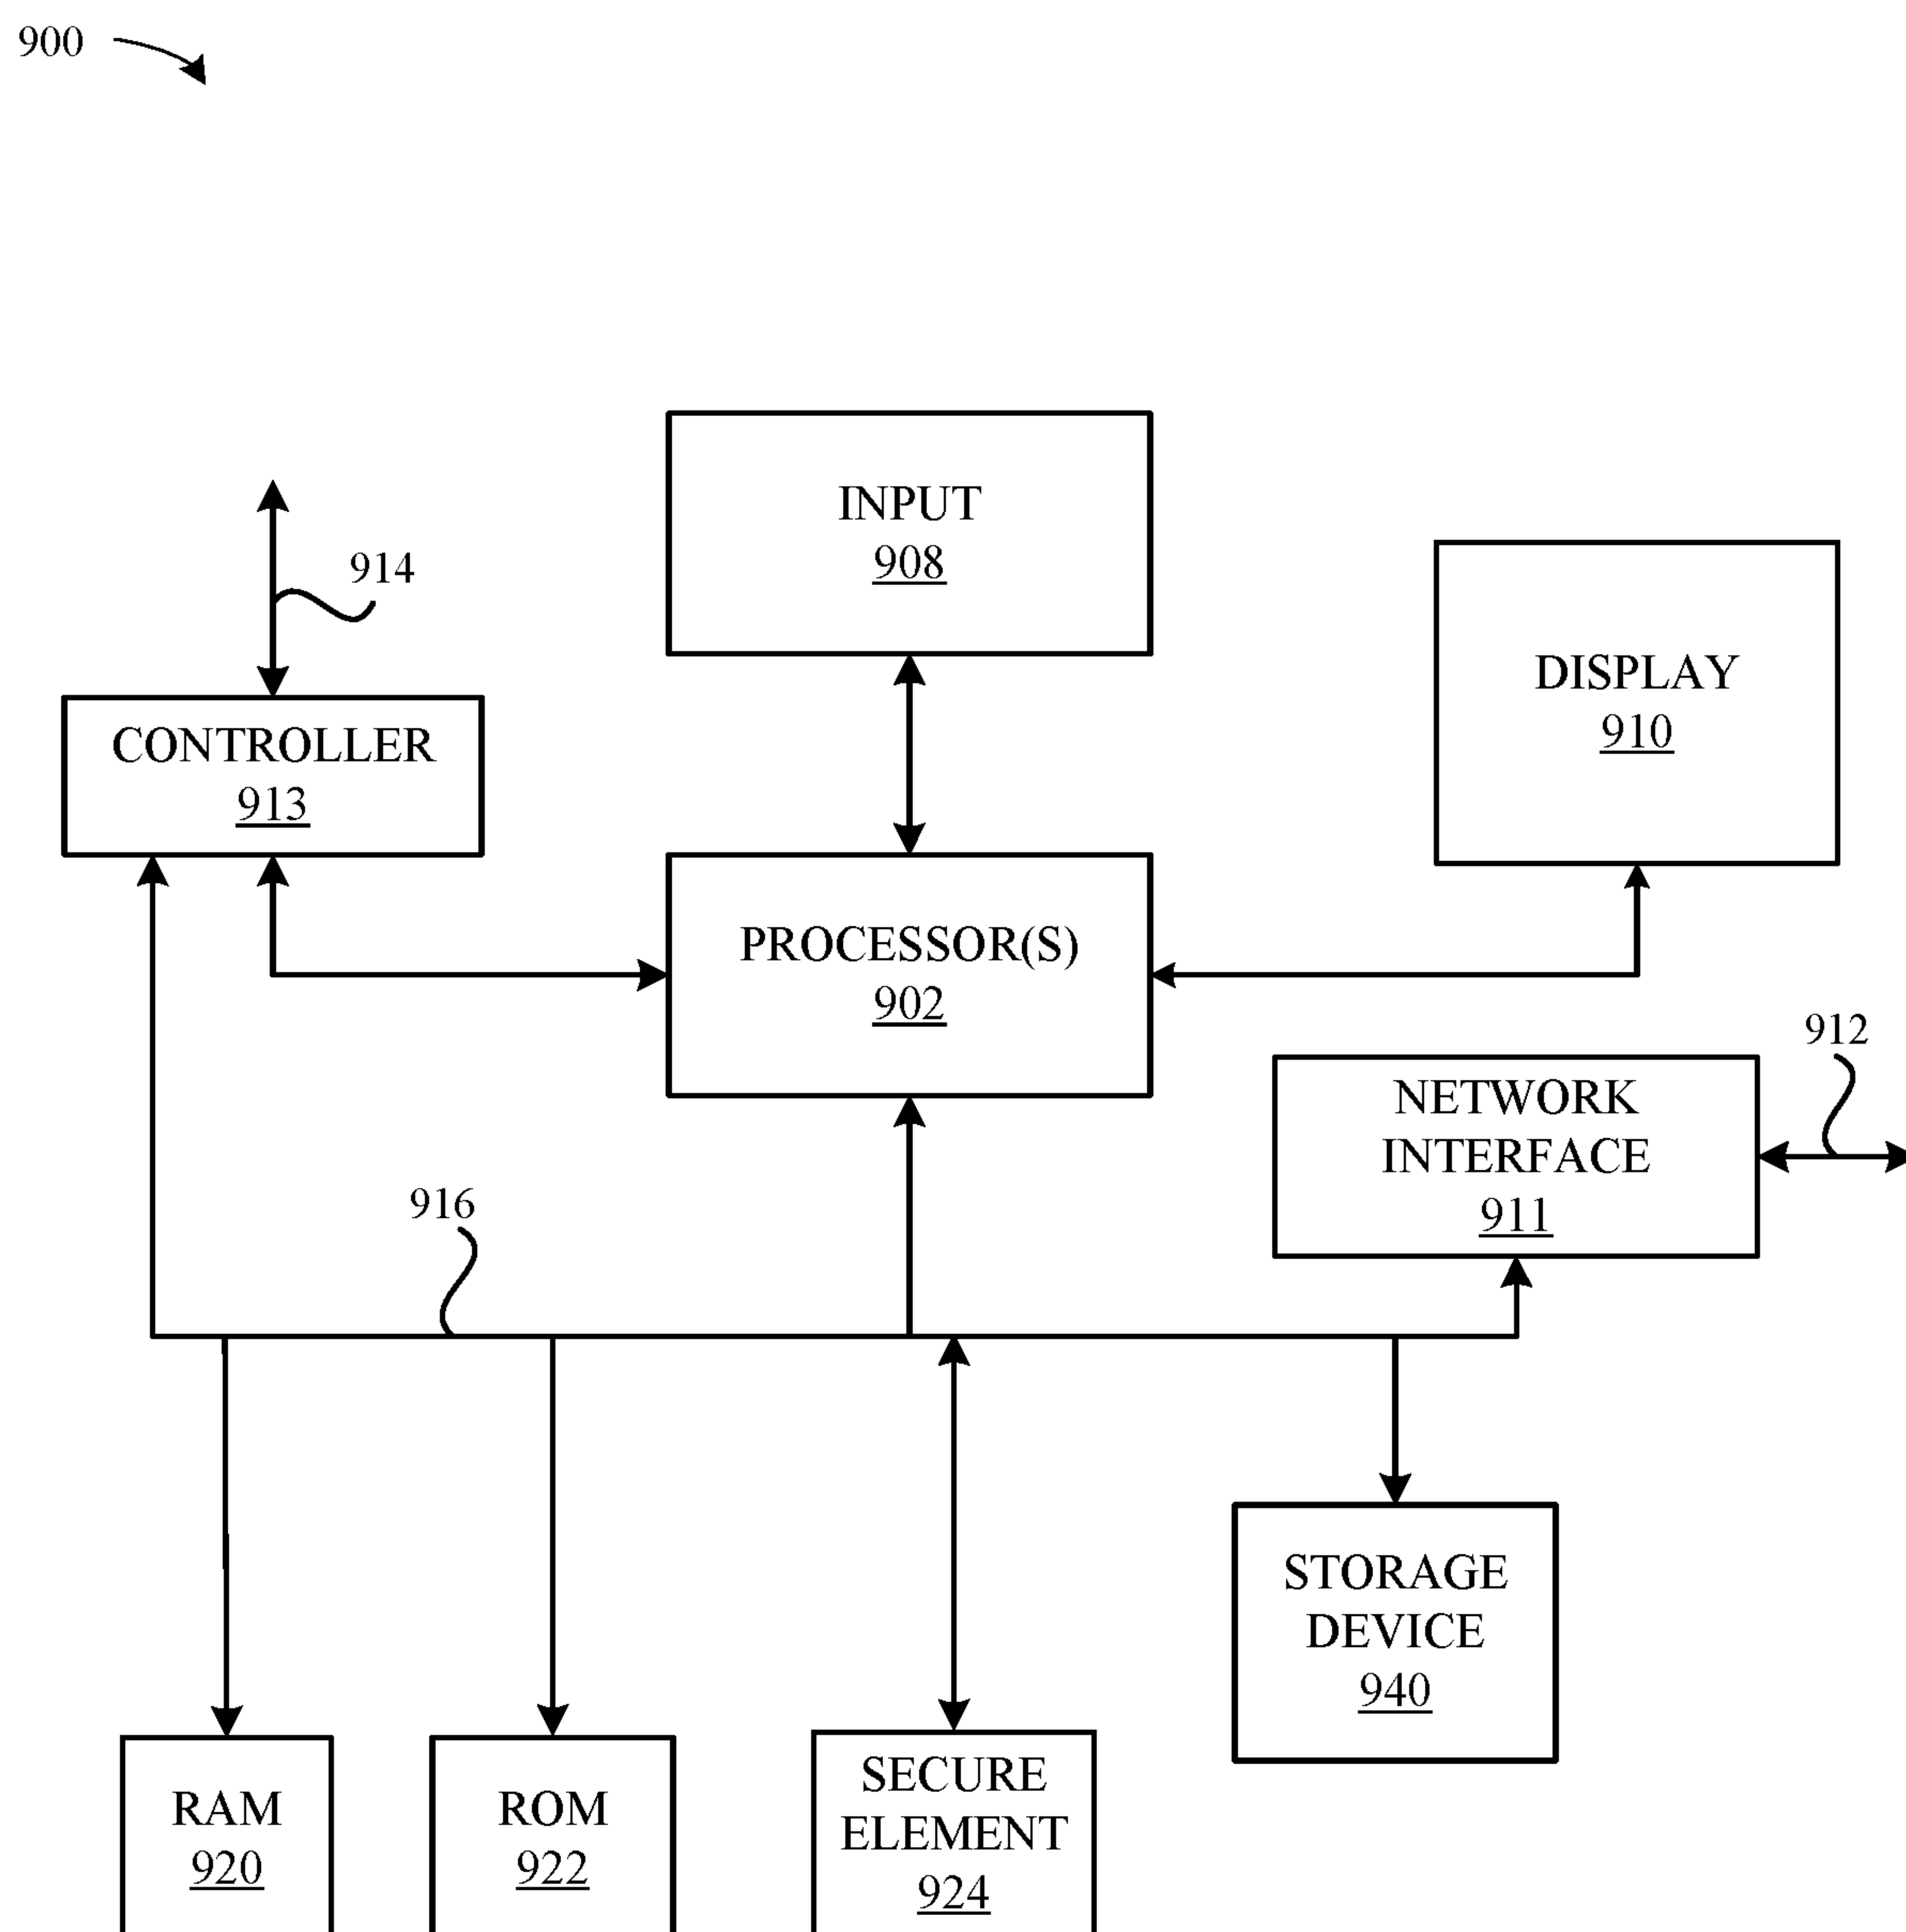 900
INPUT
908
914
DISPLAY
910
CONTROLLER
913
PROCESSOR(S)
902
912
NETWORK
INTERFACE
911
916
STORAGE
DEVICE
940
SECURE
ELEMENT
924
RAM
920
ROM
922